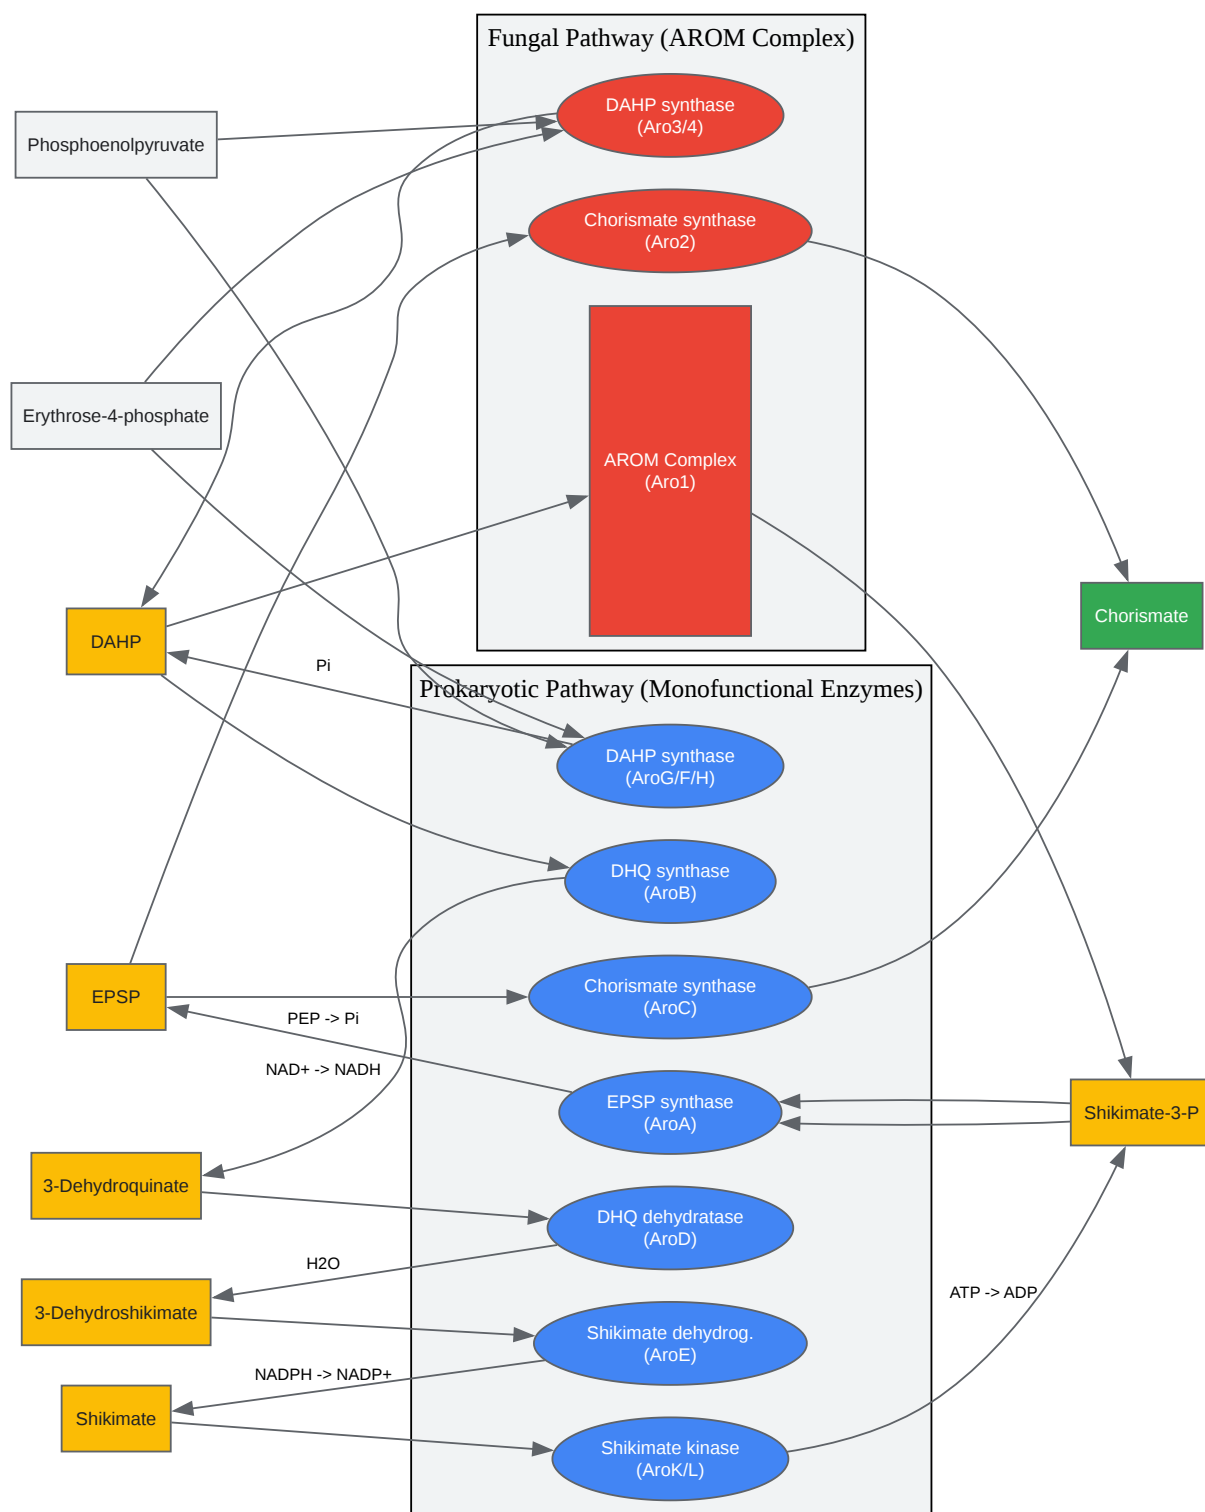 Fungal Pathway (AROM Complex)
DAHP synthase
(Aro3/4)
Phosphoenolpyruvate
Chorismate synthase
(Aro2)
Erythrose-4-phosphate
AROM Complex
(Aro1)
Chorismate
DAHP
Pi
Prokaryotic Pathway (Monofunctional Enzymes)
DAHP synthase
(AroG/F/H)
DHQ synthase
(AroB)
Chorismate synthase
(AroC)
EPSP
PEP -> Pi
NAD+ -> NADH
EPSP synthase
(AroA)
Shikimate-3-P
3-Dehydroquinate
DHQ dehydratase
(AroD)
H2O
ATP -> ADP
3-Dehydroshikimate
Shikimate dehydrog.
(AroE)
NADPH -> NADP+
Shikimate
Shikimate kinase
(AroK/L)